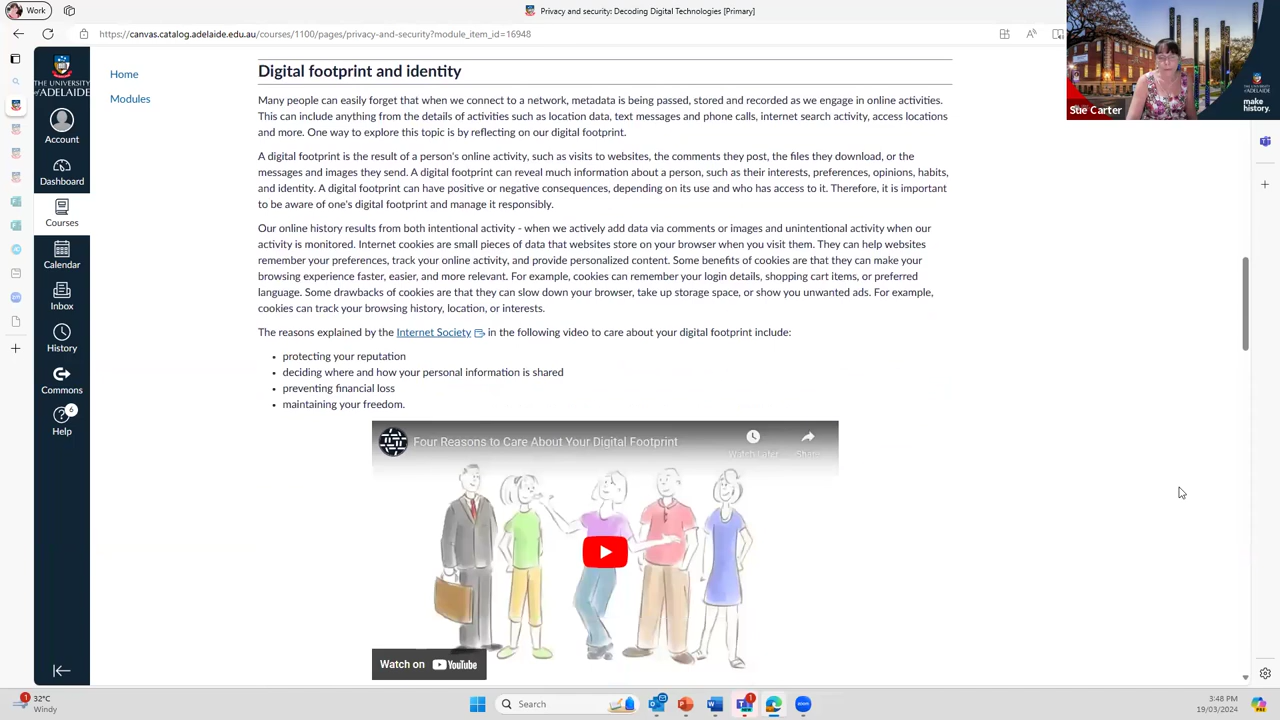 Work
Privacy and security: Decoding Digital Technologies [Primary]
https://canvas.catalog.adelaide.edu.au/courses/1100/pages/privacy-and-security?module_item_id=16948
THE UNIVERSITY
of ADELAIDE
Account
Dashboard
Courses
Calendar
Inbox
History
Commons
6
Help
Home
Modules
Digital footprint and identity
Many people can easily forget that when we connect to a network, metadata is being passed, stored and recorded as we engage in online activities.
This can include anything from the details of activities such as location data, text messages and phone calls, internet search activity, access locations
and more. One way to explore this topic is by reflecting on our digital footprint.
A digital footprint is the result of a person's online activity, such as visits to websites, the comments they post, the files they download, or the
messages and images they send. A digital footprint can reveal much information about a person, such as their interests, preferences, opinions, habits,
and identity. A digital footprint can have positive or negative consequences, depending on its use and who has access to it. Therefore, it is important
to be aware of one's digital footprint and manage it responsibly.
Our online history results from both intentional activity - when we actively add data via comments or images and unintentional activity when our
activity is monitored. Internet cookies are small pieces of data that websites store on your browser when you visit them. They can help websites
remember your preferences, track your online activity, and provide personalized content. Some benefits of cookies are that they can make your
browsing experience faster, easier, and more relevant. For example, cookies can remember your login details, shopping cart items, or preferred
language. Some drawbacks of cookies are that they can slow down your browser, take up storage space, or show you unwanted ads. For example,
cookies can track your browsing history, location, or interests.
The reasons explained by the Internet Society in the following video to care about your digital footprint include:
• protecting your reputation
• deciding where and how your personal information is shared
• preventing financial loss
• maintaining your freedom.
Four Reasons to Care About Your Digital Footprint
Watch Later
Share
Watch on YouTube
Sue Carter
THE UNIVERSITY
of ADELAIDE
make
history.
1
32°C
Windy
Search
1
zoom
3:48 PM
19/03/2024